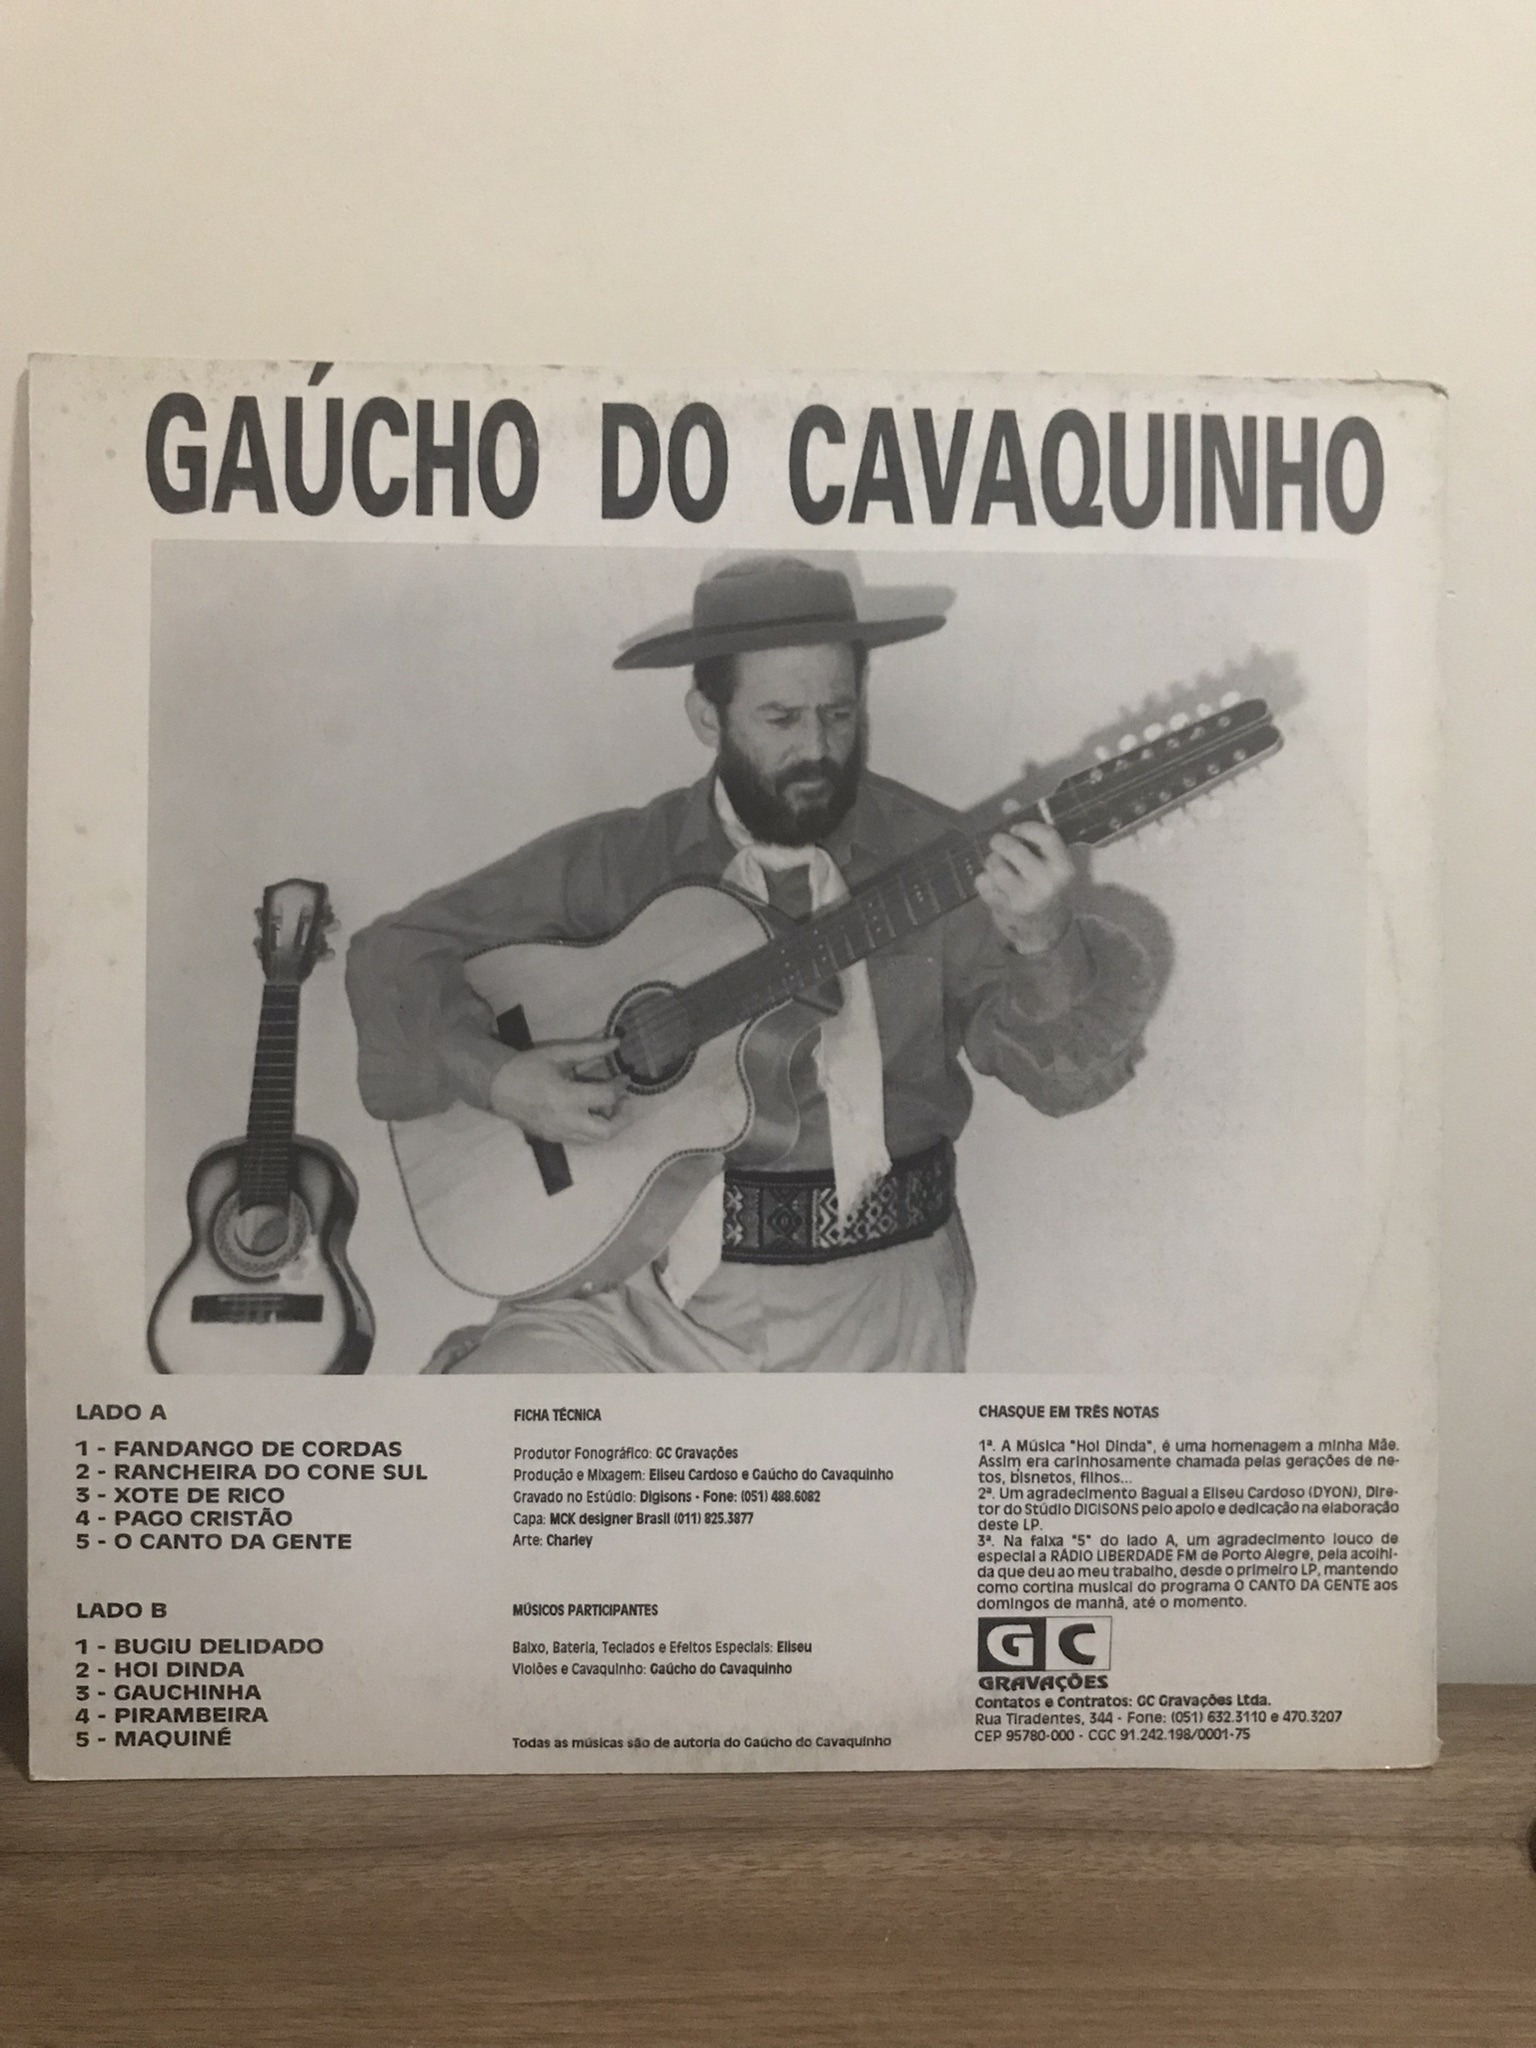 GAÚCHO DO CAVAQUINHO
LADO A
1 - FANDANGO DE CORDAS
2 - RANCHEIRA DO CONE SUL
3 - XOTE DE RICO
4 - PAGO CRISTÃO
5 - O CANTO DA GENTE
LADO B
1 - BUGIU DELIDADO
2 - HOI DINDA
3 - GAUCHINHA
4 - PIRAMBEIRA
5 - MAQUINÉ
FICHA TÉCNICA
Produtor Fonográfico: GC Gravações
Produção e Mixagem: Eliseu Cardoso e Gaúcho do Cavaquinho
Gravado no Estúdio: Digisons - Fone: (051) 488.6082
Capa: MCK designer Brasil (011) 825.3877
Arte: Charley
MÚSICOS PARTICIPANTES
Baixo, Bateria, Teclados e Efeitos Especiais: Eliseu
Violões e Cavaquinho: Gaúcho do Cavaquinho
Todas as músicas são de autoria do Gaúcho do Cavaquinho
CHASQUE EM TRÊS NOTAS
1ª. A Música "Hoi Dinda", é uma homenagem a minha Mãe.
Assim era carinhosamente chamada pelas gerações de ne-
tos, bisnetos, filhos...
2ª. Um agradecimento Bagual a Eliseu Cardoso (DYON), Dire-
tor do Stúdio DIGISONS pelo apoio e dedicação na elaboração
deste LP.
3ª. Na faixa "5" do lado A, um agradecimento louco de
especial a RÁDIO LIBERDADE FM de Porto Alegre, pela acolhi-
da que deu ao meu trabalho, desde o primeiro LP, mantendo
como cortina musical do programa O CANTO DA GENTE aos
domingos de manhã, até o momento.
GC
GRAVAÇÕES
Contatos e Contratos: GC Gravações Ltda.
Rua Tiradentes, 344 - Fone: (051) 632.3110 e 470.3207
CEP 95780-000 - CGC 91.242.198/0001-75